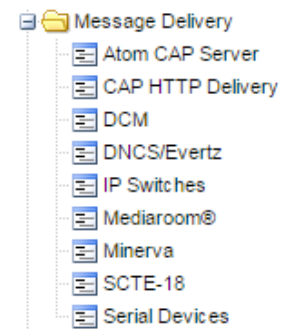 Message Delivery
Atom CAP Server
CAP HTTP Delivery
DCM
DNCS/Evertz
IP Switches
Mediaroom®
Minerva
SCTE-18
Serial Devices